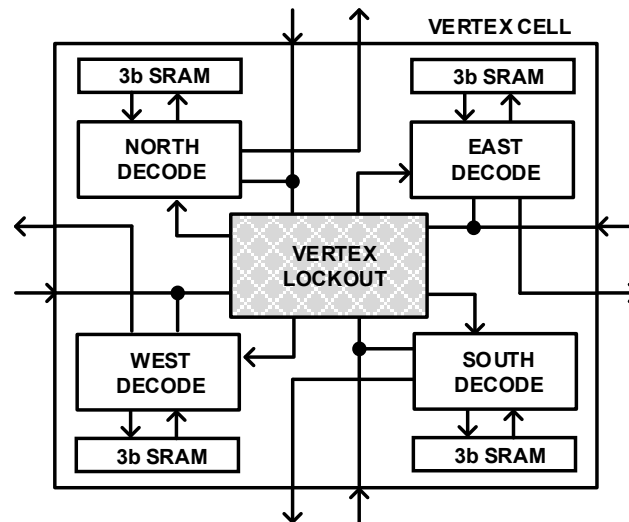 VERTEX CELL
3b SRAM
3b SRAM
NORTH
DECODE
EAST
DECODE
VERTEX
LOCKOUT
WEST
DECODE
SOUTH
DECODE
3b SRAM
3b SRAM